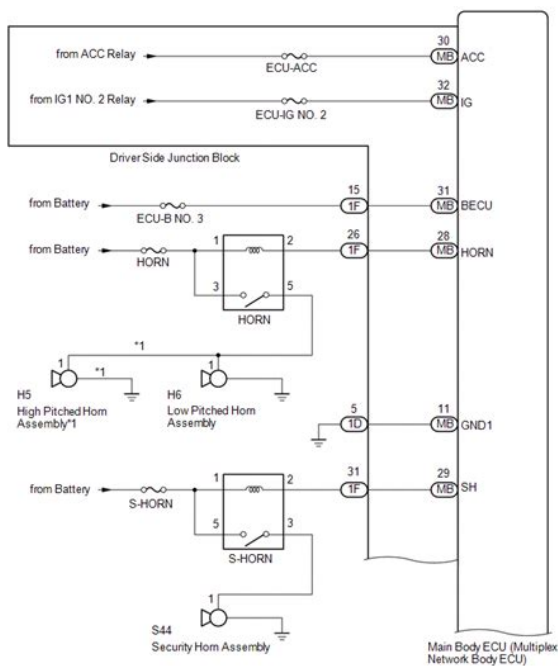 30
from ACC Relay
MB
ACC
ECU-ACC
32
from IG1 NO. 2 Relay
MB
IG
ECU-IG NO. 2
Driver Side Junction Block
15
31
from Battery
1F
MB
BECU
ECU-B NO. 3
26
28
from Battery
1
2
1F
MB
HORN
HORN
3
5
HORN
*1
1
*1
1
H5
High Pitched Horn
Assembly*1
H6
Low Pitched Horn
Assembly
5
11
1D
MB
GND1
31
29
from Battery
1
2
1F
MB
SH
S-HORN
5
3
S-HORN
1
S44
Security Horn Assembly
Main Body ECU (Multiplex
Network Body ECU)